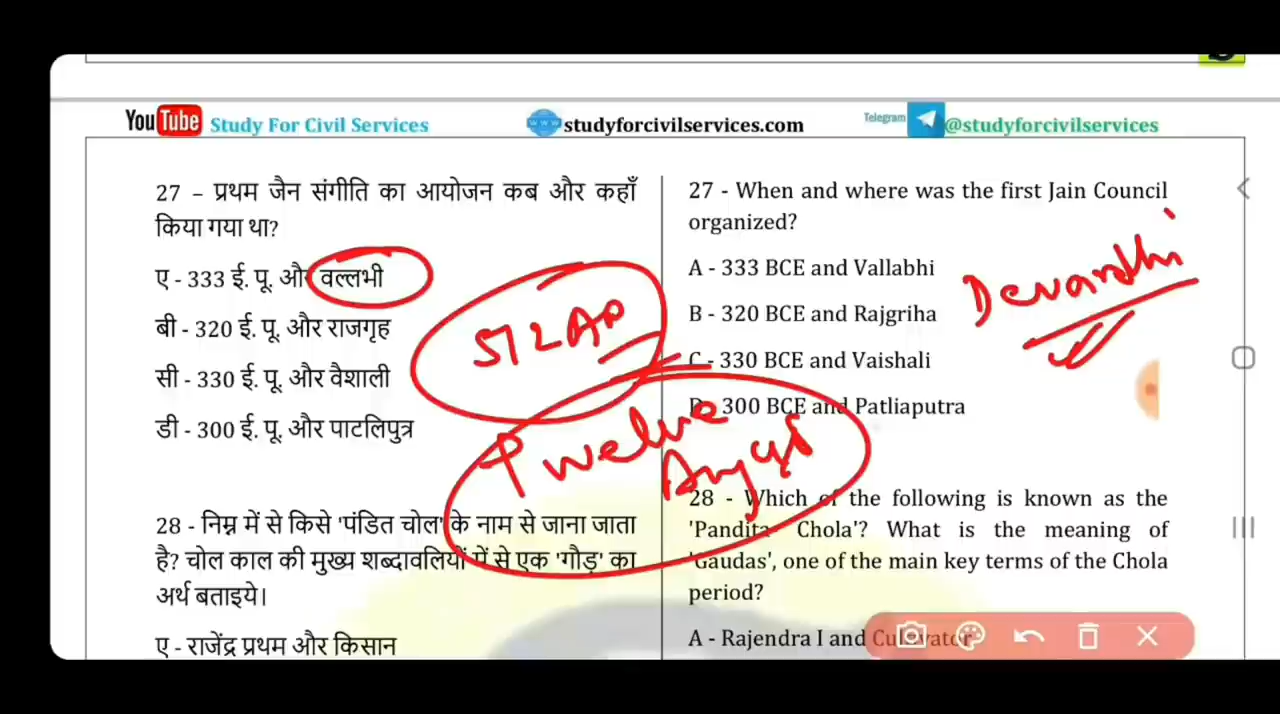 YouTube Study For Civil Services
www studyforcivilservices.com
Telegram @studyforcivilservices
27 – प्रथम जैन संगीति का आयोजन कब और कहाँ
किया गया था?
ए - 333 ई. पू. और वल्लभी
बी - 320 ई. पू. और राजगृह
सी - 330 ई. पू. और वैशाली
डी - 300 ई. पू. और पाटलिपुत्र
28 - निम्न में से किसे 'पंडित चोल' के नाम से जाना जाता
है? चोल काल की मुख्य शब्दावलियों में से एक 'गौड़' का
अर्थ बताइये।
ए - राजेंद्र प्रथम और किसान
27 - When and where was the first Jain Council
organized?
A - 333 BCE and Vallabhi
B - 320 BCE and Rajgriha
C - 330 BCE and Vaishali
D - 300 BCE and Patliaputra
28 - Which of the following is known as the
'Pandita- Chola'? What is the meaning of
'Gaudas', one of the main key terms of the Chola
period?
A - Rajendra I and Cultivator
512 AD
Twelve
Devardhi